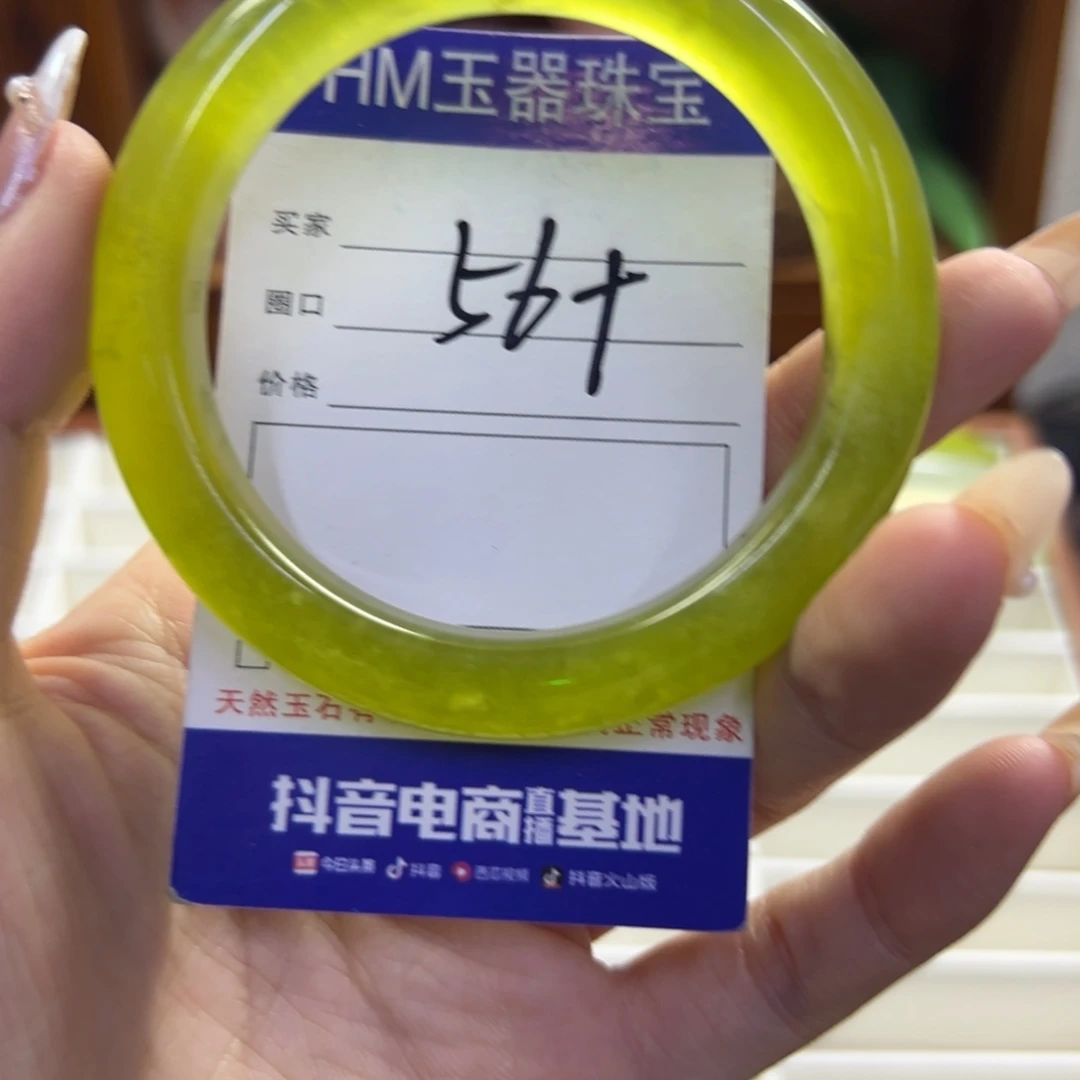 HM玉器珠宝
买家
圈口
56+
价格
天然玉石有
正常现象
抖音电商直播基地
今日头条 抖音 西瓜视频 抖音火山版